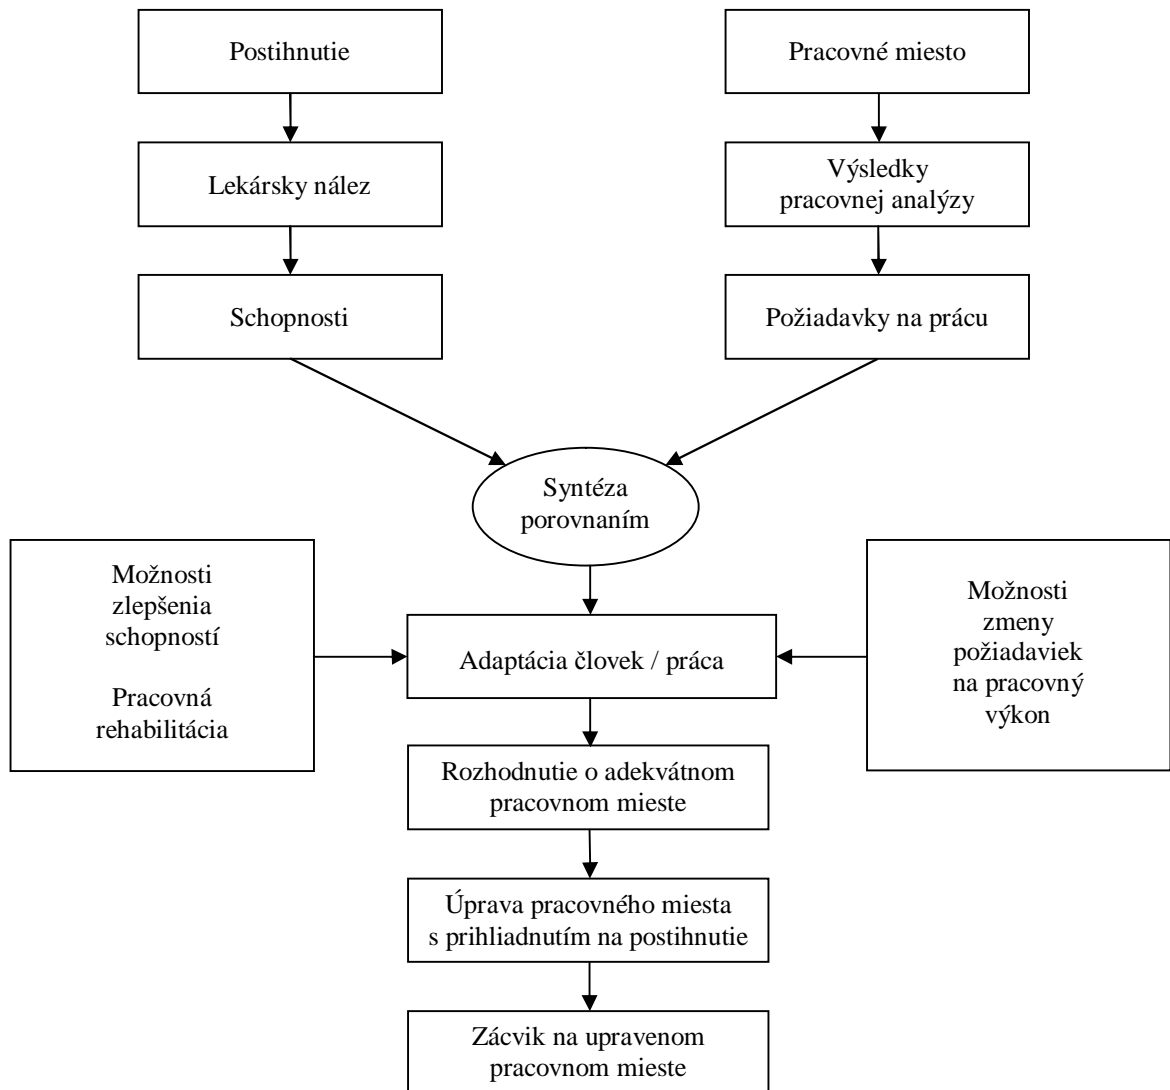 Postihnutie
Pracovné miesto
Lekársky nález
Výsledky
pracovnej analýzy
Schopnosti
Požiadavky na prácu
Syntéza
porovnaním
Možnosti
zlepšenia
schopností
Pracovná
rehabilitácia
Adaptácia človek / práca
Možnosti
zmeny
požiadaviek
na pracovný
výkon
Rozhodnutie o adekvátnom
pracovnom mieste
Úprava pracovného miesta
s prihliadnutím na postihnutie
Zácvik na upravenom
pracovnom mieste